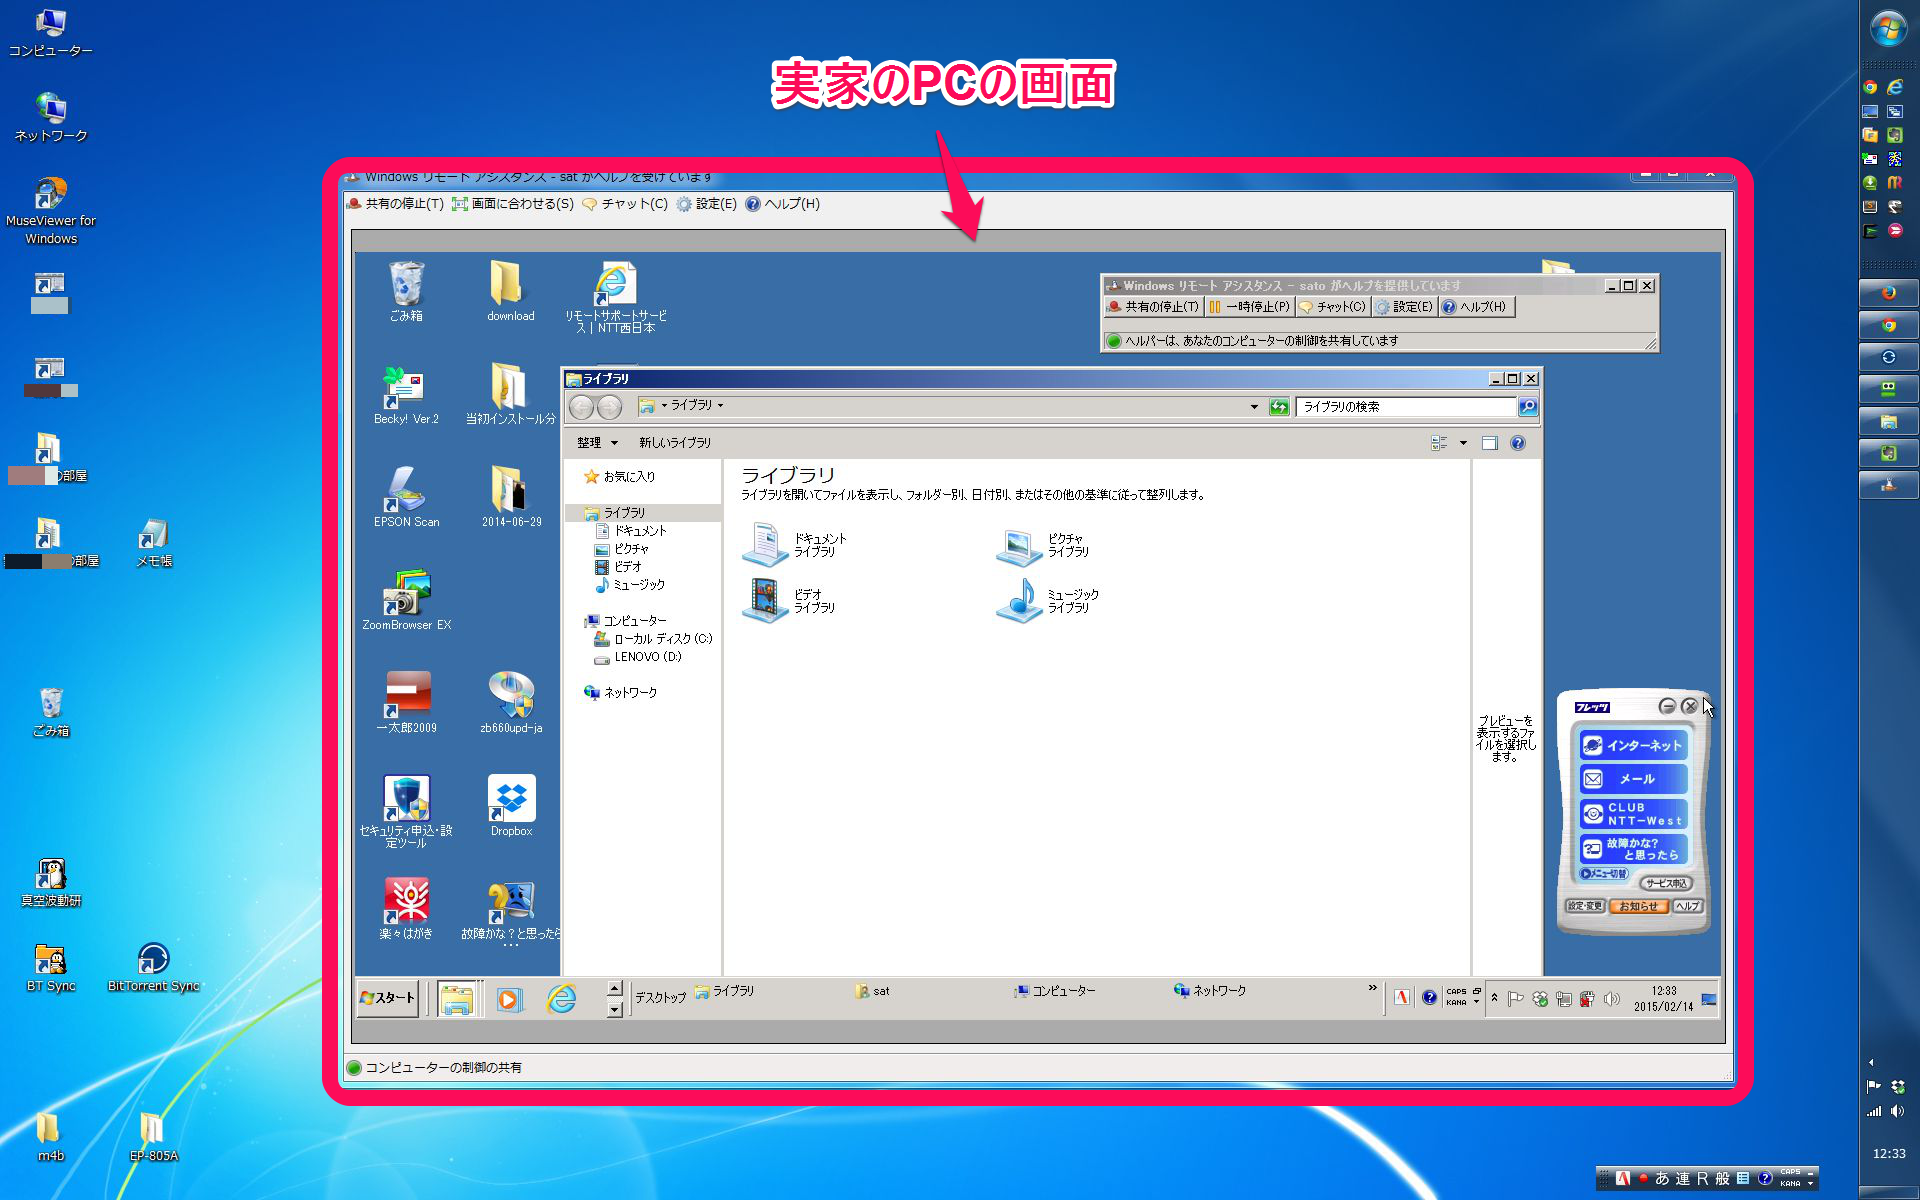 実家のPCの画面
コンピューター
ネットワーク
MuseViewer for
Windows
の部屋
の部屋
メモ帳
ごみ箱
真空波動研
BT Sync
BitTorrent Sync
m4b
EP-805A
Windows リモート アシスタンス - sat がヘルプを受けています
共有の停止(T)
画面に合わせる(S)
チャット(C)
設定(E)
ヘルプ(H)
ごみ箱
download
リモートサポートサービ
ス | NTT西日本
Becky! Ver.2
当初インストール分
EPSON Scan
2014-06-29
ZoomBrowser EX
一太郎2009
zb660upd-ja
セキュリティ申込・設
定ツール
Dropbox
楽々はがき
故障かな?と思ったら
...
Windows リモート アシスタンス - sato がヘルプを提供しています
共有の停止(T)
一時停止(P)
チャット(C)
設定(E)
ヘルプ(H)
ヘルパーは、あなたのコンピューターの制御を共有しています
ライブラリ
ライブラリ
ライブラリの検索
整理
新しいライブラリ
お気に入り
ライブラリ
ドキュメント
ピクチャ
ビデオ
ミュージック
コンピューター
ローカル ディスク (C:)
LENOVO (D:)
ネットワーク
ライブラリ
ライブラリを開いてファイルを表示し、フォルダー別、日付別、またはその他の基準に従って整列します。
ドキュメント
ライブラリ
ピクチャ
ライブラリ
ビデオ
ライブラリ
ミュージック
ライブラリ
プレビューを
表示するファ
イルを選択し
ます。
フレッツ
インターネット
メール
CLUB
NTT-West
故障かな?
と思ったら
メニュー切替
サービス申込
設定・変更
お知らせ
ヘルプ
スタート
デスクトップ
ライブラリ
sat
コンピューター
ネットワーク
»
A
CAPS
KANA
12:33
2015/02/14
コンピューターの制御の共有
12:33
A
あ 連 R 般
CAPS
KANA